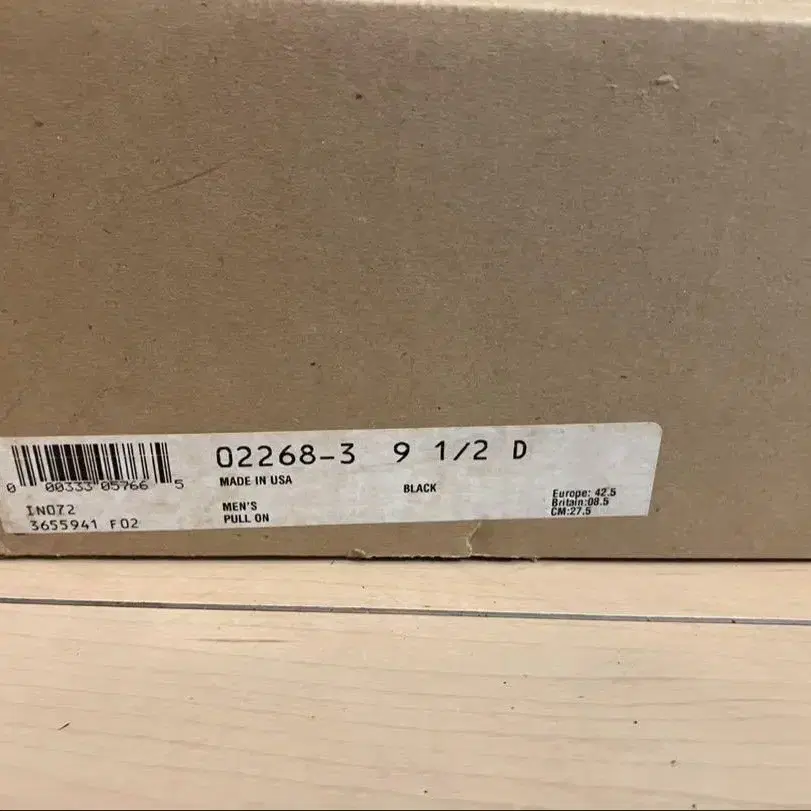 02268-3 9 1/2 D
0 00333 05766 5
MADE IN USA
BLACK
IN072
MEN'S
3655941 F02
PULL ON
Europe: 42.5
Britain:08.5
CM:27.5